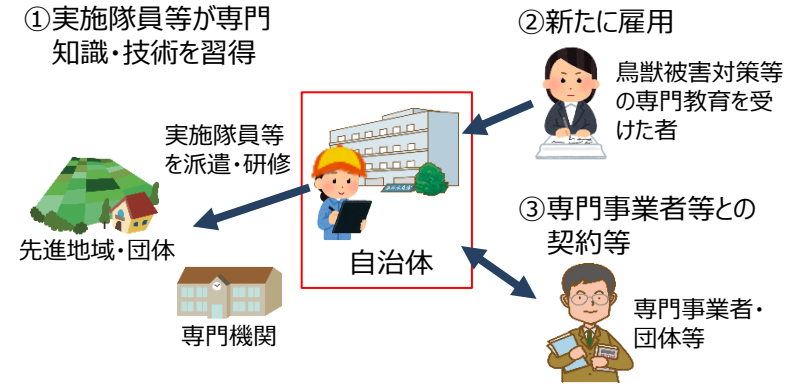 ①実施隊員等が専門
知識・技術を習得
実施隊員等
を派遣・研修
先進地域・団体
専門機関
自治体
②新たに雇用
鳥獣被害対策等
の専門教育を受
けた者
③専門事業者等との
契約等
専門事業者・
団体等